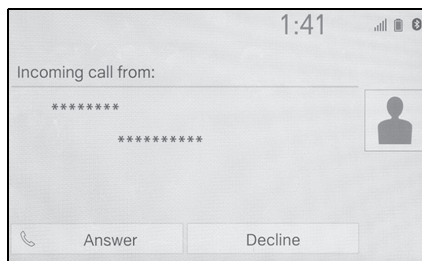 1:41
Incoming call from:
********
**********
Answer
Decline